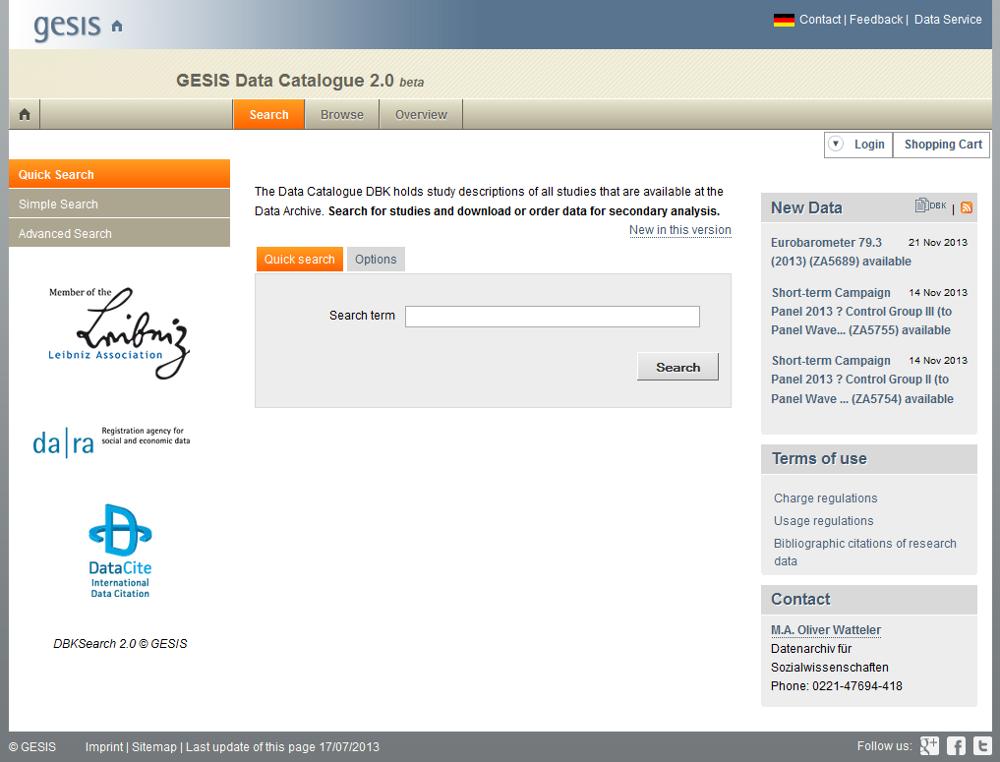 gesis
Contact | Feedback | Data Service
GESIS Data Catalogue 2.0 beta
Search
Browse
Overview
Login
Shopping Cart
Quick Search
Simple Search
Advanced Search
Member of the
Leibniz
Leibniz Association
da|ra
Registration agency for
social and economic data
DataCite
International
Data Citation
DBKSearch 2.0 © GESIS
The Data Catalogue DBK holds study descriptions of all studies that are available at the
Data Archive. Search for studies and download or order data for secondary analysis.
New in this version
Quick search
Options
Search term
Search
New Data
DBK |
Eurobarometer 79.3 21 Nov 2013
(2013) (ZA5689) available
Short-term Campaign 14 Nov 2013
Panel 2013 ? Control Group III (to
Panel Wave... (ZA5755) available
Short-term Campaign 14 Nov 2013
Panel 2013 ? Control Group II (to
Panel Wave ... (ZA5754) available
Terms of use
Charge regulations
Usage regulations
Bibliographic citations of research
data
Contact
M.A. Oliver Watteler
Datenarchiv für
Sozialwissenschaften
Phone: 0221-47694-418
© GESIS
Imprint | Sitemap | Last update of this page 17/07/2013
Follow us: